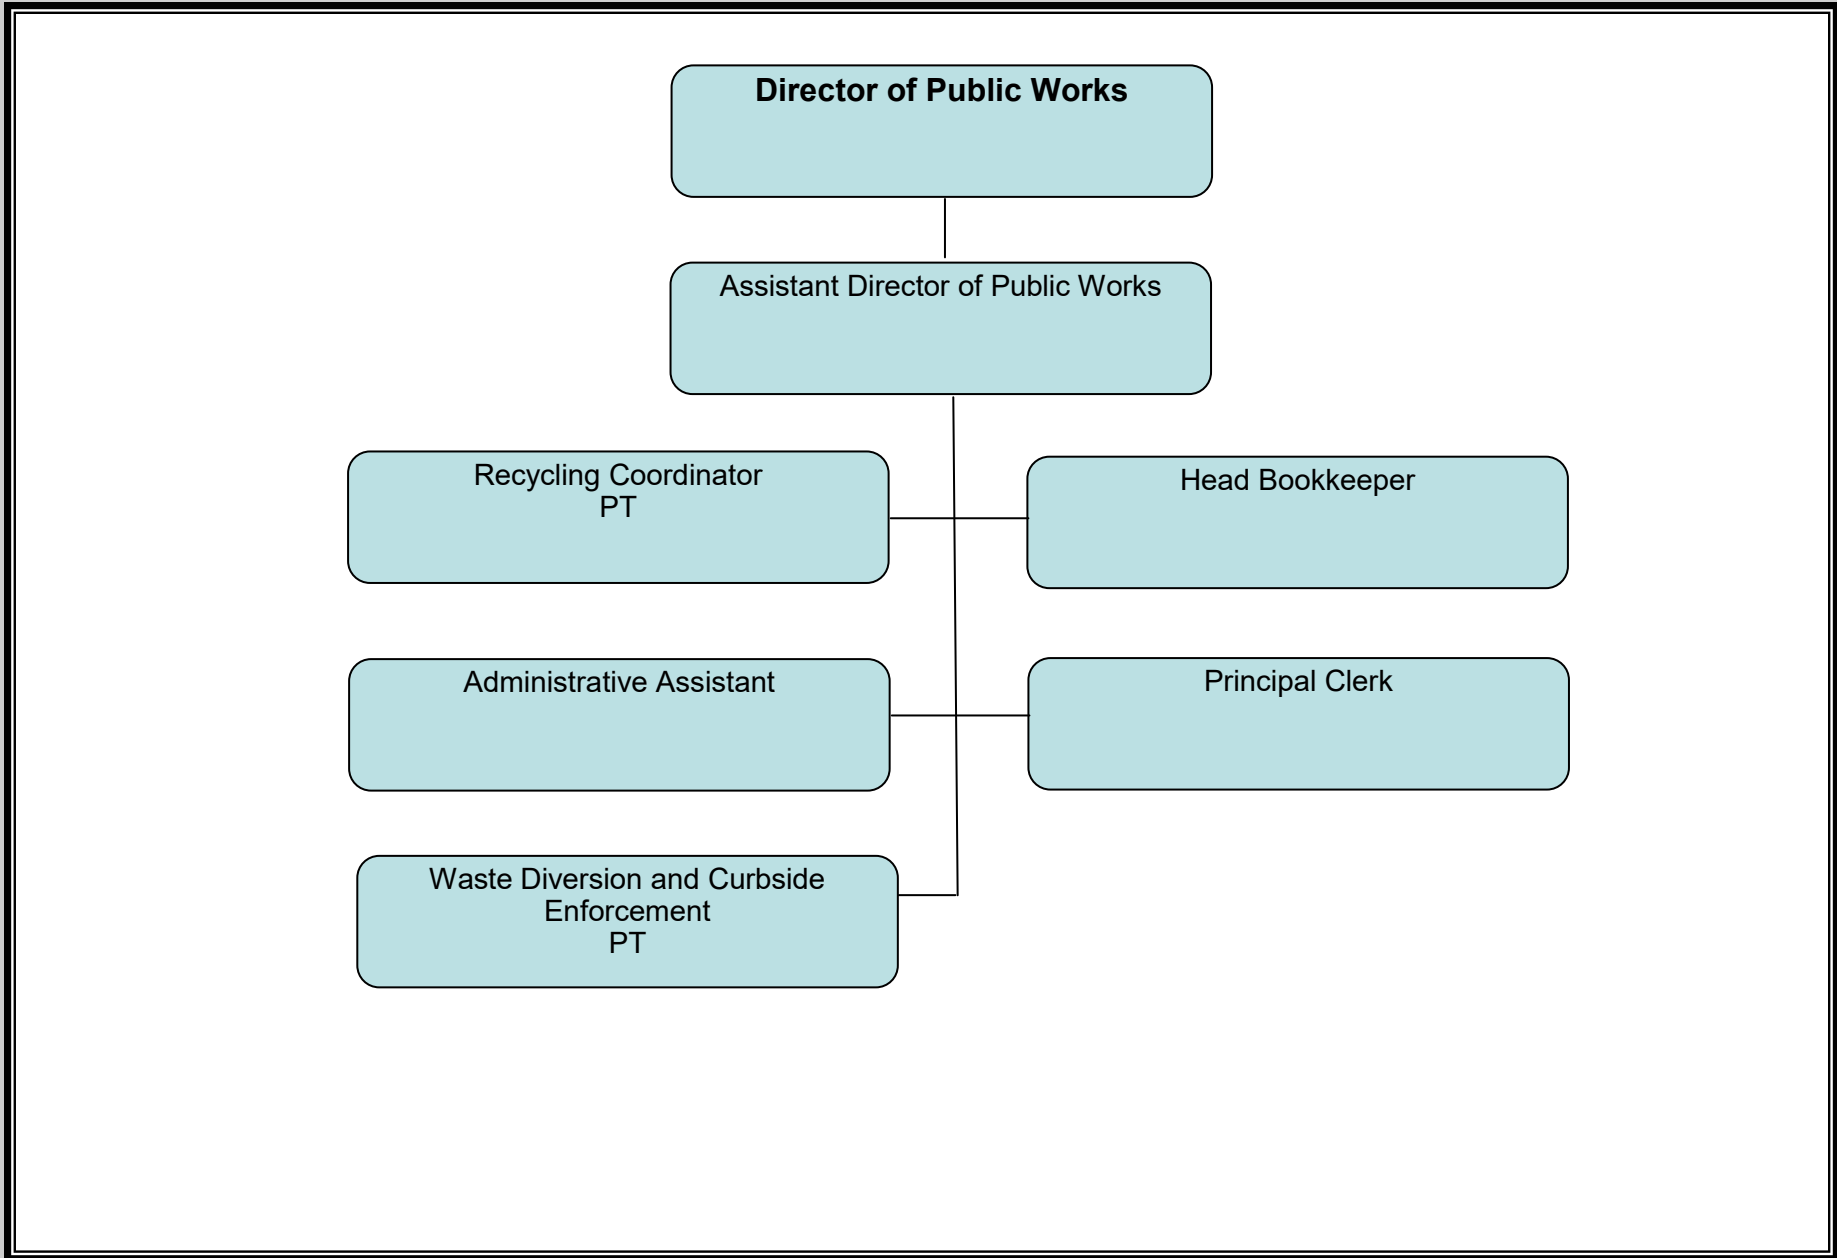 Director of Public Works
Assistant Director of Public Works
Recycling Coordinator
PT
Head Bookkeeper
Administrative Assistant
Principal Clerk
Waste Diversion and Curbside
Enforcement
PT